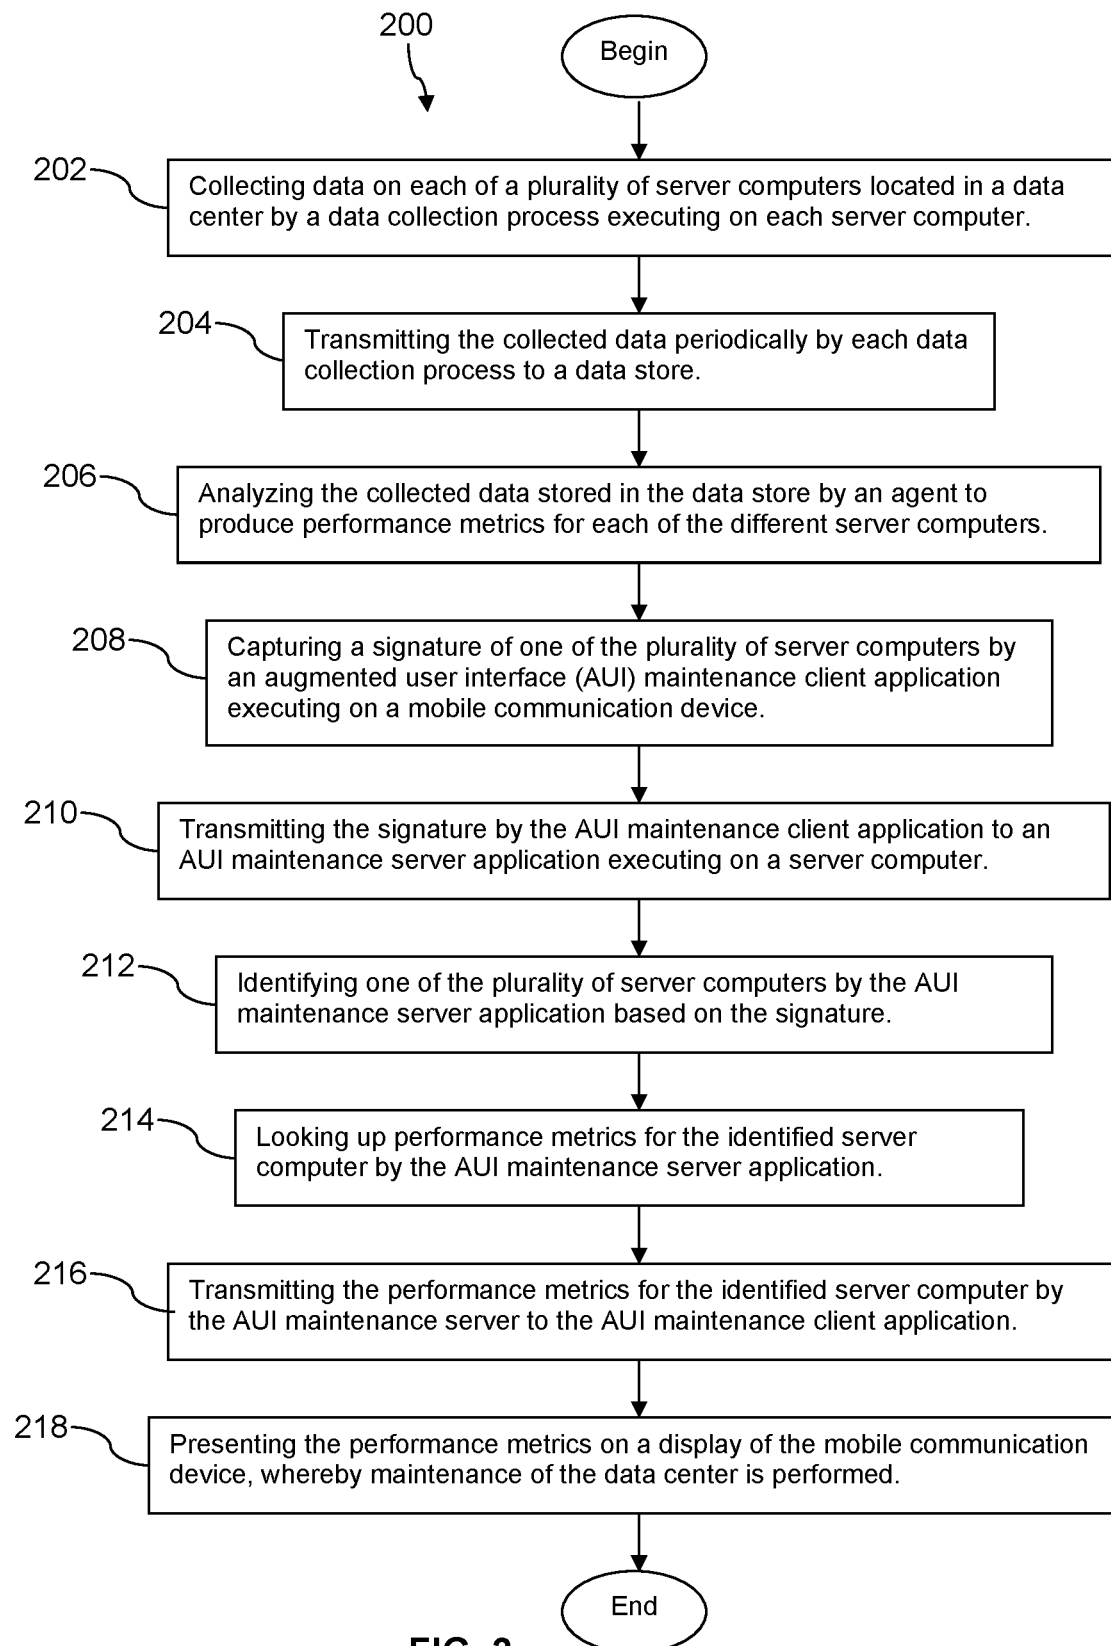 200
Begin
202
Collecting data on each of a plurality of server computers located in a data
center by a data collection process executing on each server computer.
204
Transmitting the collected data periodically by each data
collection process to a data store.
206
Analyzing the collected data stored in the data store by an agent to
produce performance metrics for each of the different server computers.
208
Capturing a signature of one of the plurality of server computers by
an augmented user interface (AUI) maintenance client application
executing on a mobile communication device.
210
Transmitting the signature by the AUI maintenance client application to an
AUI maintenance server application executing on a server computer.
212
Identifying one of the plurality of server computers by the AUI
maintenance server application based on the signature.
214
Looking up performance metrics for the identified server
computer by the AUI maintenance server application.
216
Transmitting the performance metrics for the identified server computer by
the AUI maintenance server to the AUI maintenance client application.
218
Presenting the performance metrics on a display of the mobile communication
device, whereby maintenance of the data center is performed.
End
FIG.